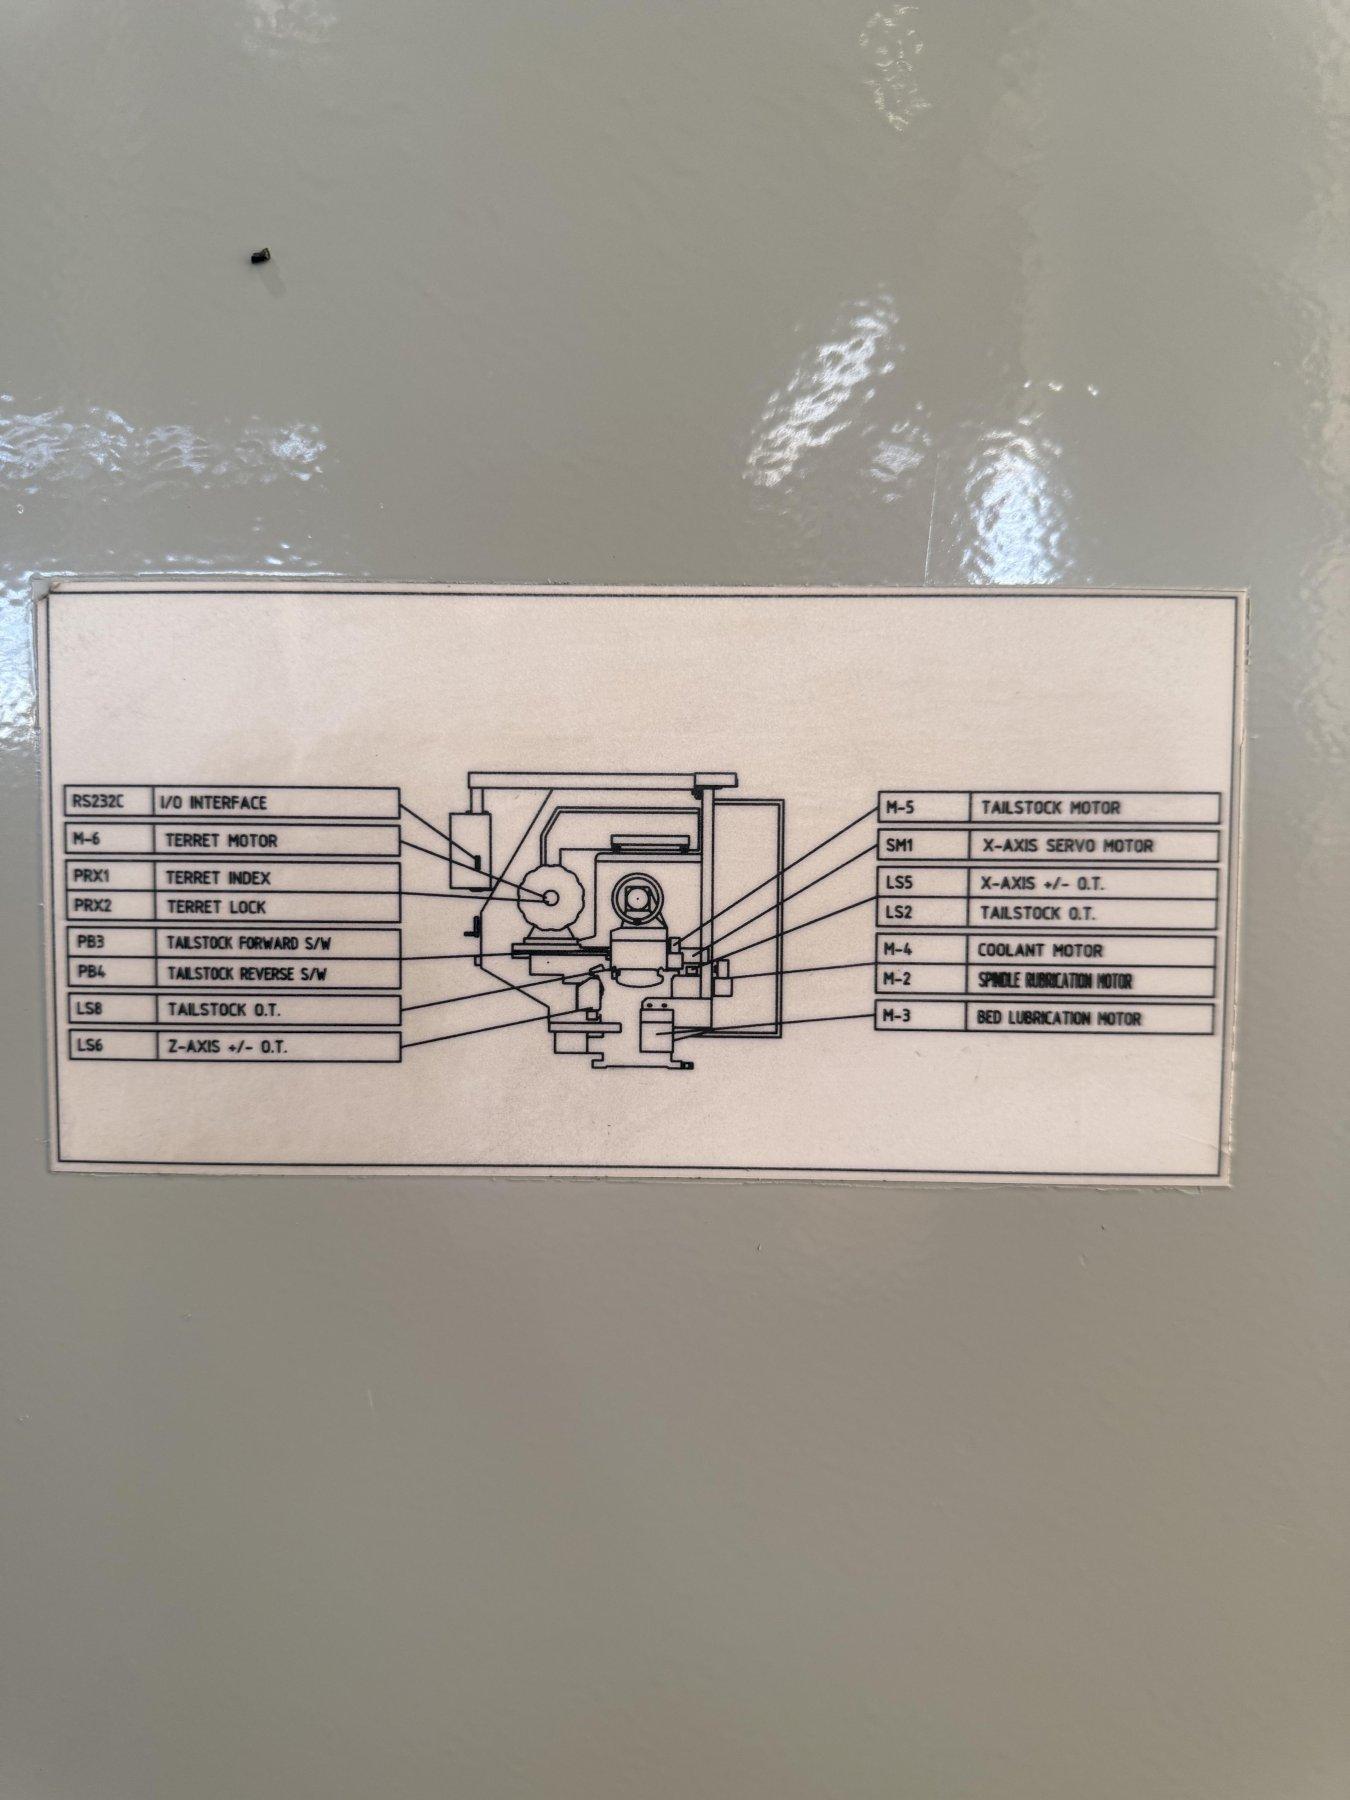 RS232C I/O INTERFACE
M-6 TERRET MOTOR
PRX1 TERRET INDEX
PRX2 TERRET LOCK
PB3 TAILSTOCK FORWARD S/W
PB4 TAILSTOCK REVERSE S/W
LS8 TAILSTOCK O.T.
LS6 Z-AXIS +/- O.T.
M-5 TAILSTOCK MOTOR
SM1 X-AXIS SERVO MOTOR
LS5 X-AXIS +/- O.T.
LS2 TAILSTOCK O.T.
M-4 COOLANT MOTOR
M-2 SPINDLE RUBRICATION MOTOR
M-3 BED LUBRICATION MOTOR